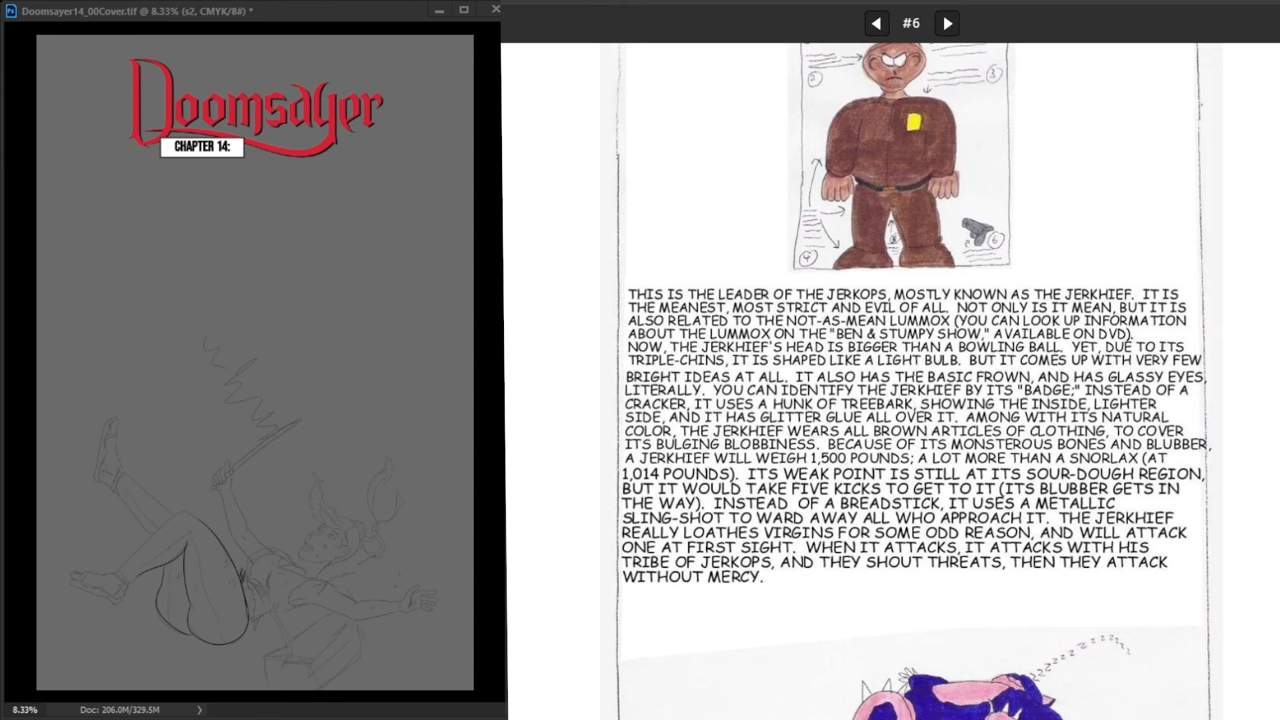 Doomsayer14_00Cover.tif @ 8.33% (s2, CMYK/8#) *
Doomsayer
CHAPTER 14:
8.33%
Doc: 206.0M/329.5M
#6
2
3
4
6
THIS IS THE LEADER OF THE JERKOPS, MOSTLY KNOWN AS THE JERKHIEF. IT IS
THE MEANEST, MOST STRICT AND EVIL OF ALL. NOT ONLY IS IT MEAN, BUT IT IS
ALSO RELATED TO THE NOT-AS-MEAN LUMMOX (YOU CAN LOOK UP INFORMATION
ABOUT THE LUMMOX ON THE "BEN & STUMPY SHOW," AVAILABLE ON DVD).
NOW, THE JERKHIEF'S HEAD IS BIGGER THAN A BOWLING BALL. YET, DUE TO ITS
TRIPLE-CHINS, IT IS SHAPED LIKE A LIGHT BULB. BUT IT COMES UP WITH VERY FEW
BRIGHT IDEAS AT ALL. IT ALSO HAS THE BASIC FROWN, AND HAS GLASSY EYES,
LITERALLY. YOU CAN IDENTIFY THE JERKHIEF BY ITS "BADGE;" INSTEAD OF A
CRACKER, IT USES A HUNK OF TREEBARK, SHOWING THE INSIDE, LIGHTER
SIDE, AND IT HAS GLITTER GLUE ALL OVER IT. AMONG WITH ITS NATURAL
COLOR, THE JERKHIEF WEARS ALL BROWN ARTICLES OF CLOTHING, TO COVER
ITS BULGING BLOBBINESS. BECAUSE OF ITS MONSTEROUS BONES AND BLUBBER,
A JERKHIEF WILL WEIGH 1,500 POUNDS; A LOT MORE THAN A SNORLAX (AT
1,014 POUNDS). ITS WEAK POINT IS STILL AT ITS SOUR-DOUGH REGION,
BUT IT WOULD TAKE FIVE KICKS TO GET TO IT (ITS BLUBBER GETS IN
THE WAY). INSTEAD OF A BREADSTICK, IT USES A METALLIC
SLING-SHOT TO WARD AWAY ALL WHO APPROACH IT. THE JERKHIEF
REALLY LOATHES VIRGINS FOR SOME ODD REASON, AND WILL ATTACK
ONE AT FIRST SIGHT. WHEN IT ATTACKS, IT ATTACKS WITH HIS
TRIBE OF JERKOPS, AND THEY SHOUT THREATS, THEN THEY ATTACK
WITHOUT MERCY.